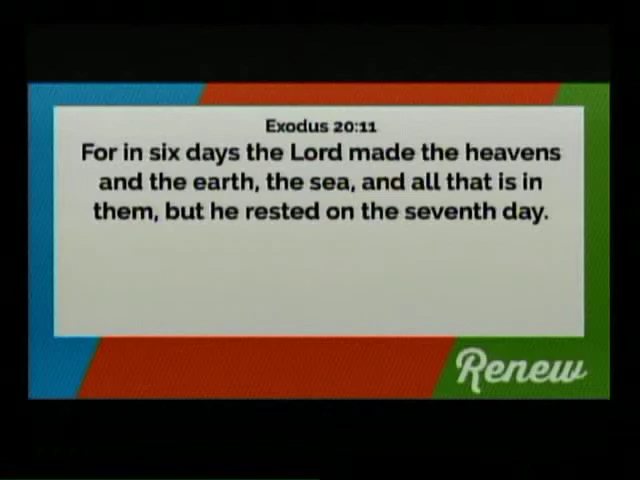 Exodus 20:11
For in six days the Lord made the heavens
and the earth, the sea, and all that is in
them, but he rested on the seventh day.
Renew